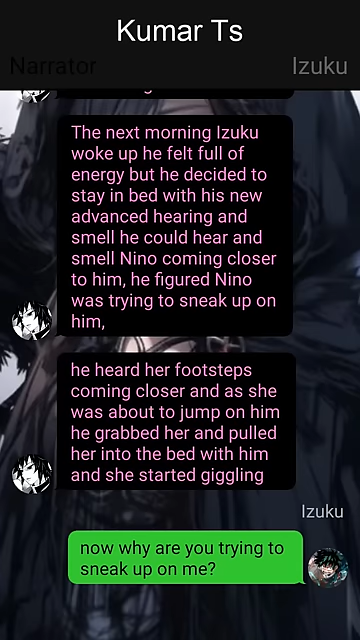 Kumar Ts
Narrator
Izuku
The next morning Izuku
woke up he felt full of
energy but he decided to
stay in bed with his new
advanced hearing and
smell he could hear and
smell Nino coming closer
to him, he figured Nino
was trying to sneak up on
him,
he heard her footsteps
coming closer and as she
was about to jump on him
he grabbed her and pulled
her into the bed with him
and she started giggling
Izuku
now why are you trying to
sneak up on me?